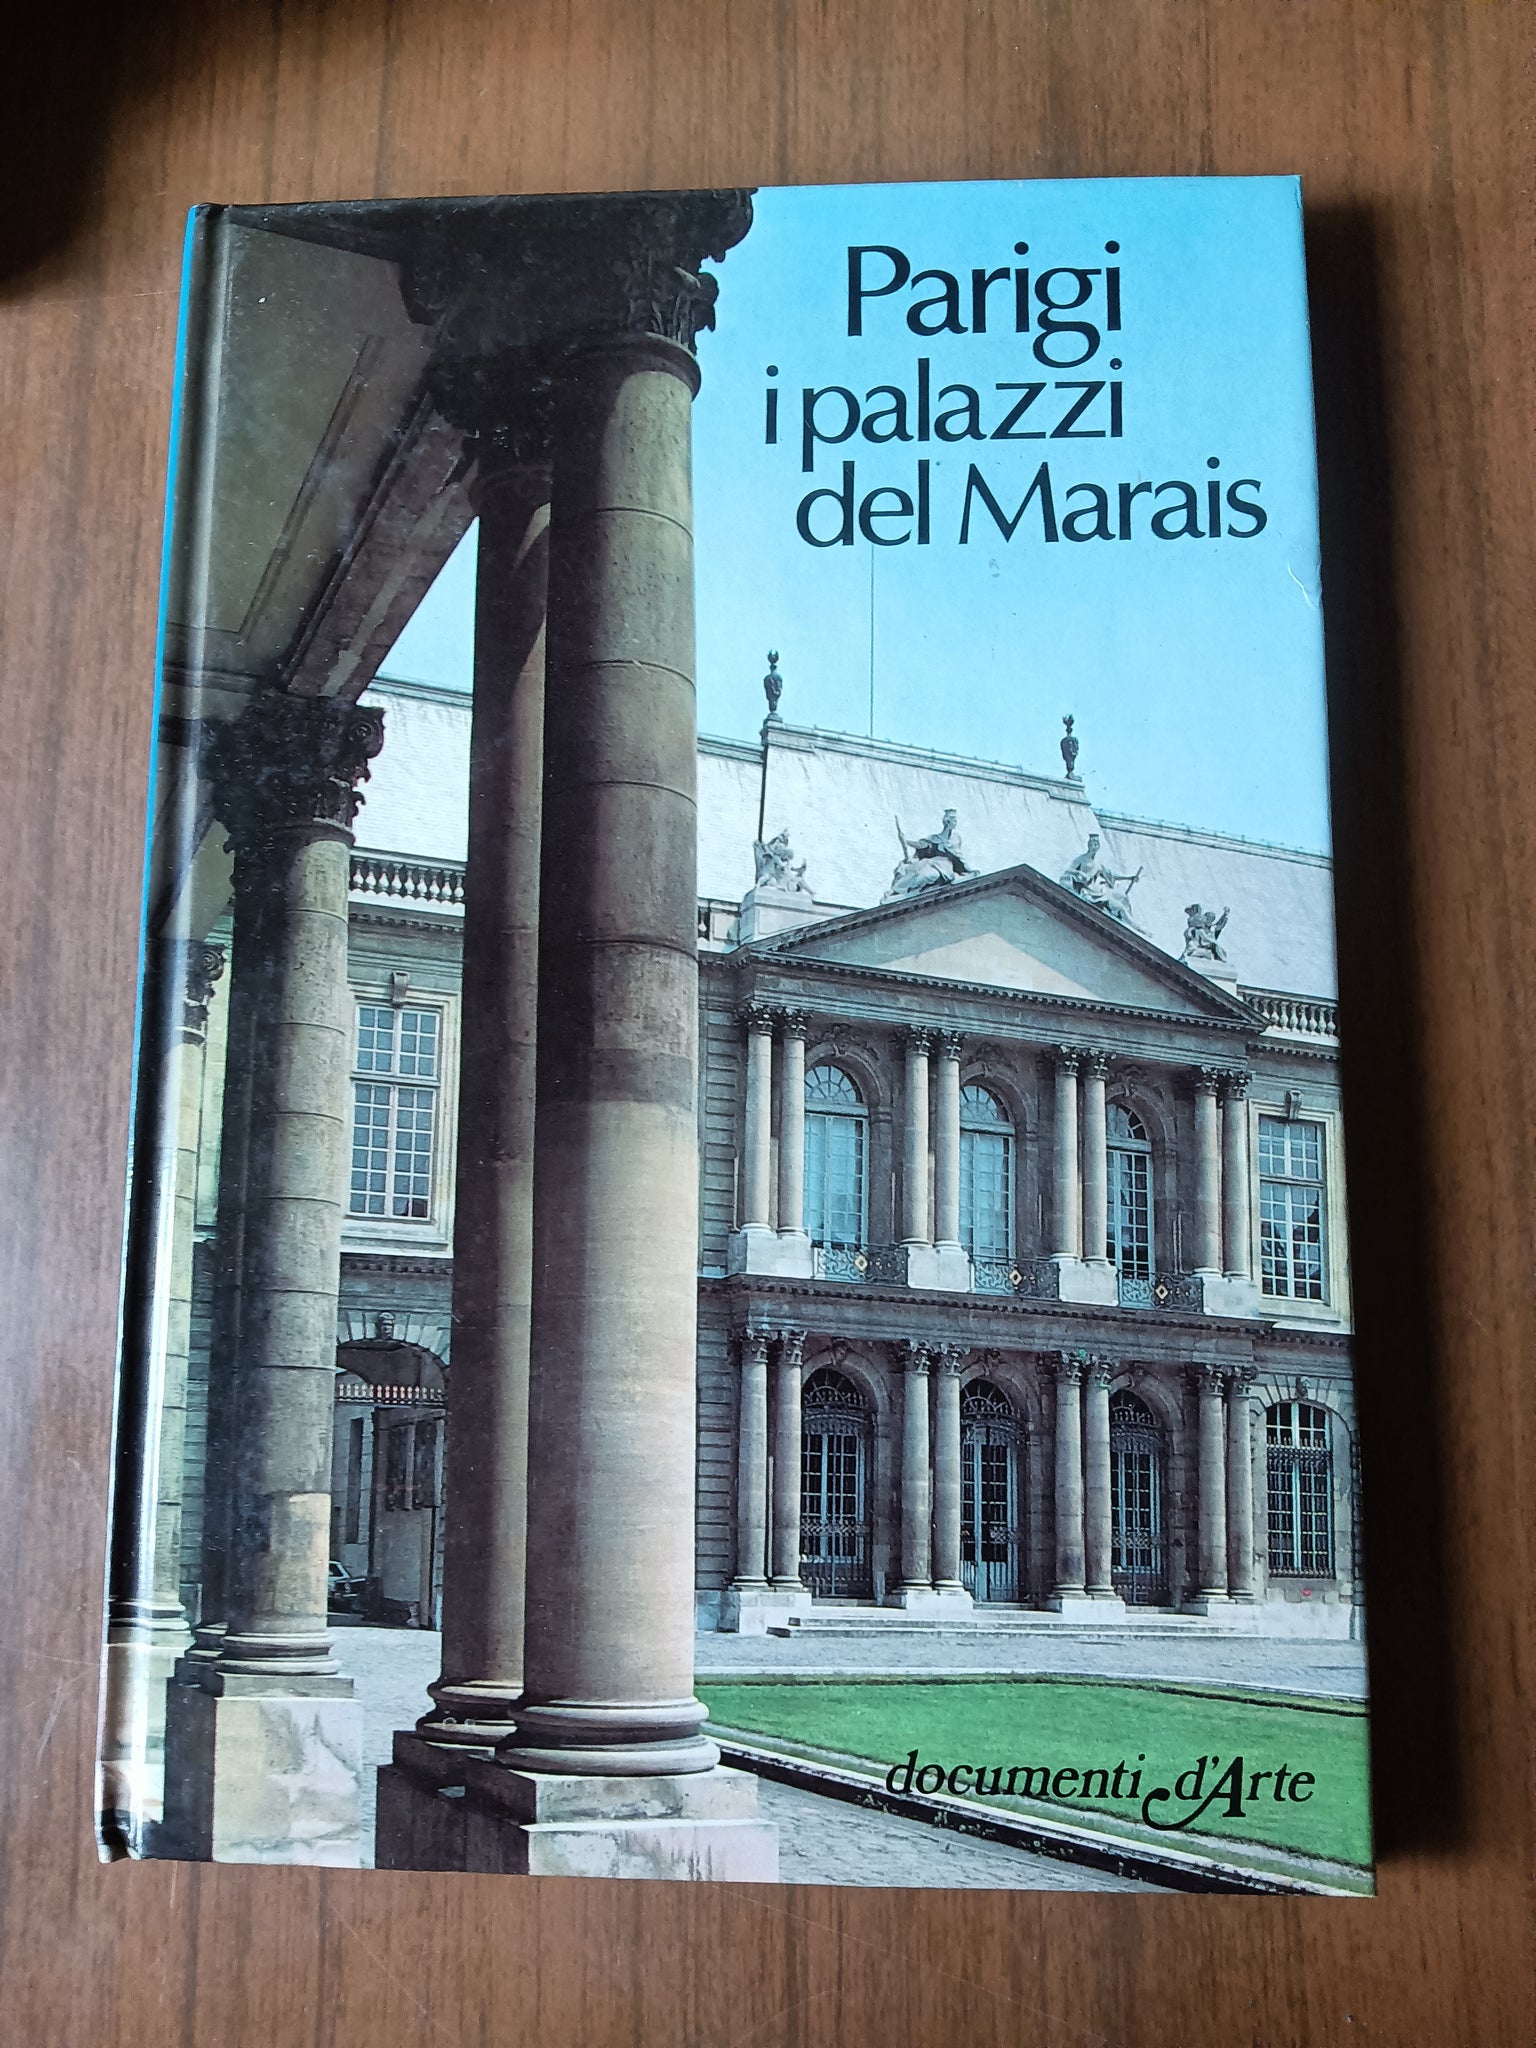 Parigi
i palazzi
del Marais
documenti d'Arte